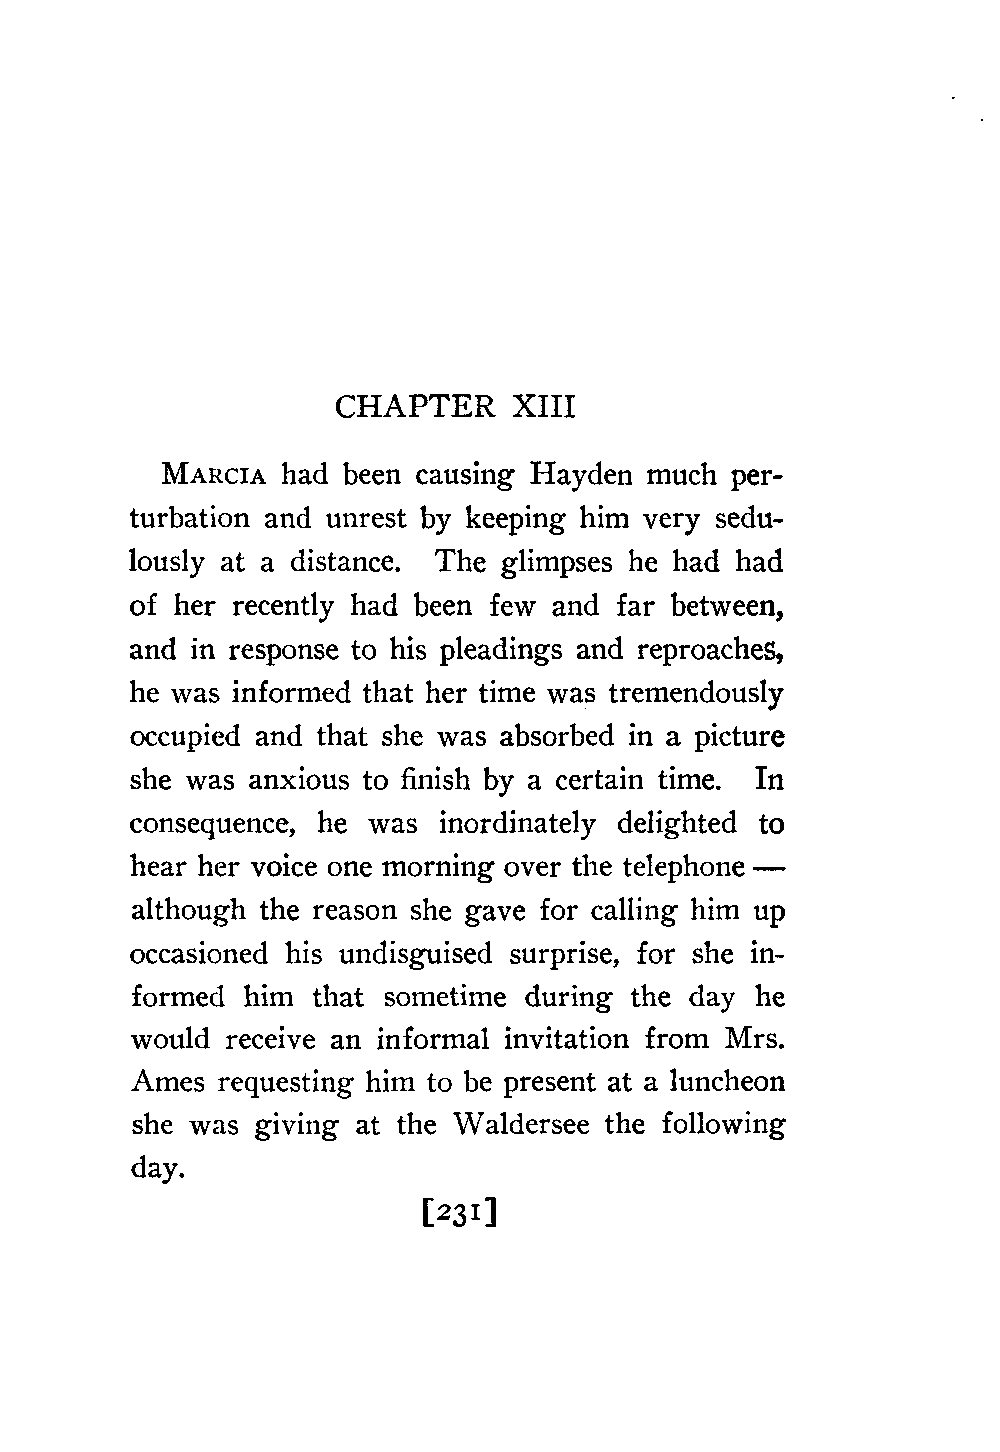 CHAPTER XIII
MARCIA had been causing Hayden much per-
turbation and unrest by keeping him very sedu-
lously at a distance. The glimpses he had had
of her recently had been few and far between,
and in response to his pleadings and reproaches,
he was informed that her time was tremendously
occupied and that she was absorbed in a picture
she was anxious to finish by a certain time. In
consequence, he was inordinately delighted to
hear her voice one morning over the telephone —
although the reason she gave for calling him up
occasioned his undisguised surprise, for she in-
formed him that sometime during the day he
would receive an informal invitation from Mrs.
Ames requesting him to be present at a luncheon
she was giving at the Waldersee the following
day.
[231]